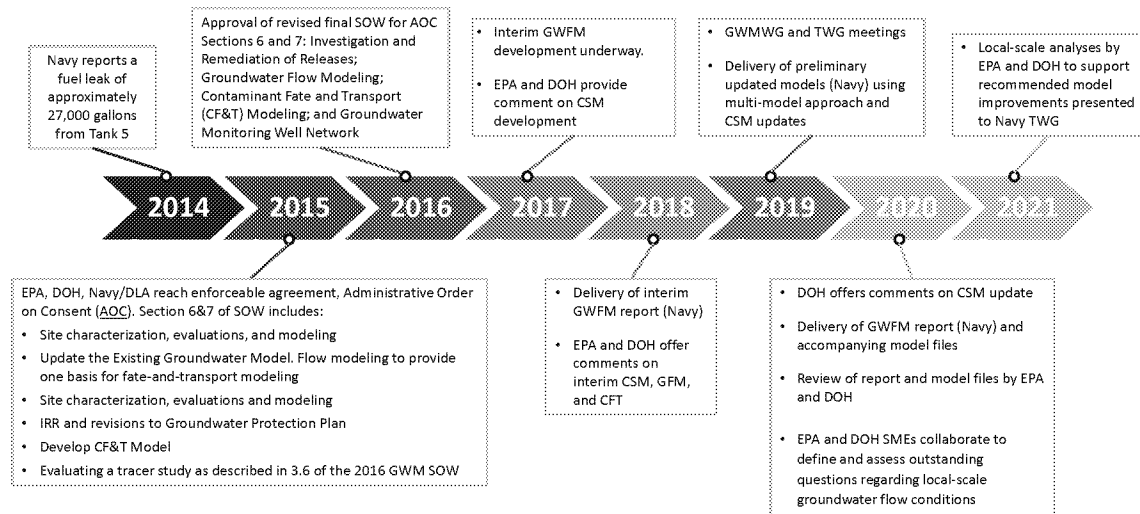 Navy reports a
fuel leak of
approximately
27,000 gallons
from Tank 5
Approval of revised final SOW for AOC
Sections 6 and 7: Investigation and
Remediation of Releases;
Groundwater Flow Modeling;
Contaminant Fate and Transport
(CF&T) Modeling; and Groundwater
Monitoring Well Network
• Interim GWFM
development underway.
• EPA and DOH provide
comment on CSM
development
• GWMWG and TWG meetings
• Delivery of preliminary
updated models (Navy) using
multi-model approach and
CSM updates
• Local-scale analyses by
EPA and DOH to support
recommended model
improvements presented
to Navy TWG
2014
2015
2016
2017
2018
2019
2020
2021
EPA, DOH, Navy/DLA reach enforceable agreement, Administrative Order
on Consent (AOC). Section 6&7 of SOW includes:
• Site characterization, evaluations, and modeling
• Update the Existing Groundwater Model. Flow modeling to provide
one basis for fate-and-transport modeling
• Site characterization, evaluations and modeling
• IRR and revisions to Groundwater Protection Plan
• Develop CF&T Model
• Evaluating a tracer study as described in 3.6 of the 2016 GWM SOW
• Delivery of interim
GWFM report (Navy)
• EPA and DOH offer
comments on
interim CSM, GFM,
and CFT
• DOH offers comments on CSM update
• Delivery of GWFM report (Navy) and
accompanying model files
• Review of report and model files by EPA
and DOH
• EPA and DOH SMEs collaborate to
define and assess outstanding
questions regarding local-scale
groundwater flow conditions